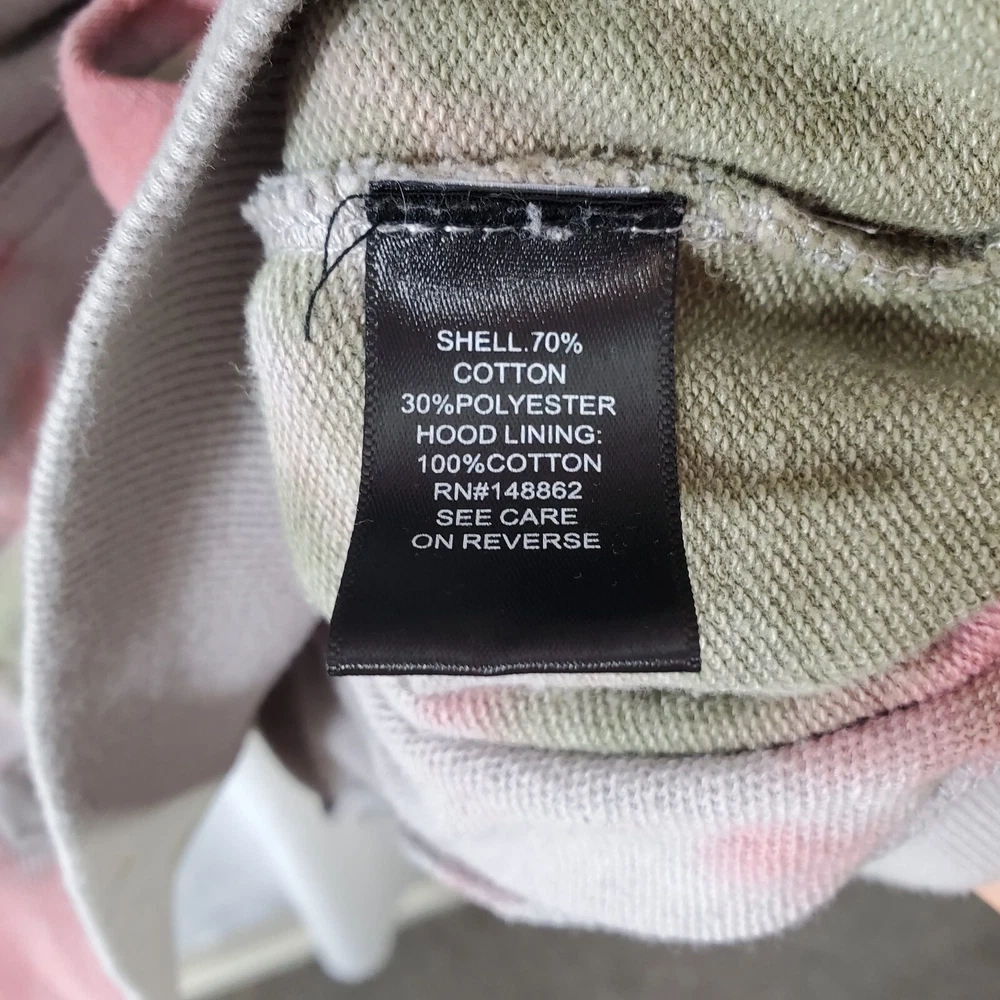 SHELL.70%
COTTON
30%POLYESTER
HOOD LINING:
100%COTTON
RN#148862
SEE CARE
ON REVERSE